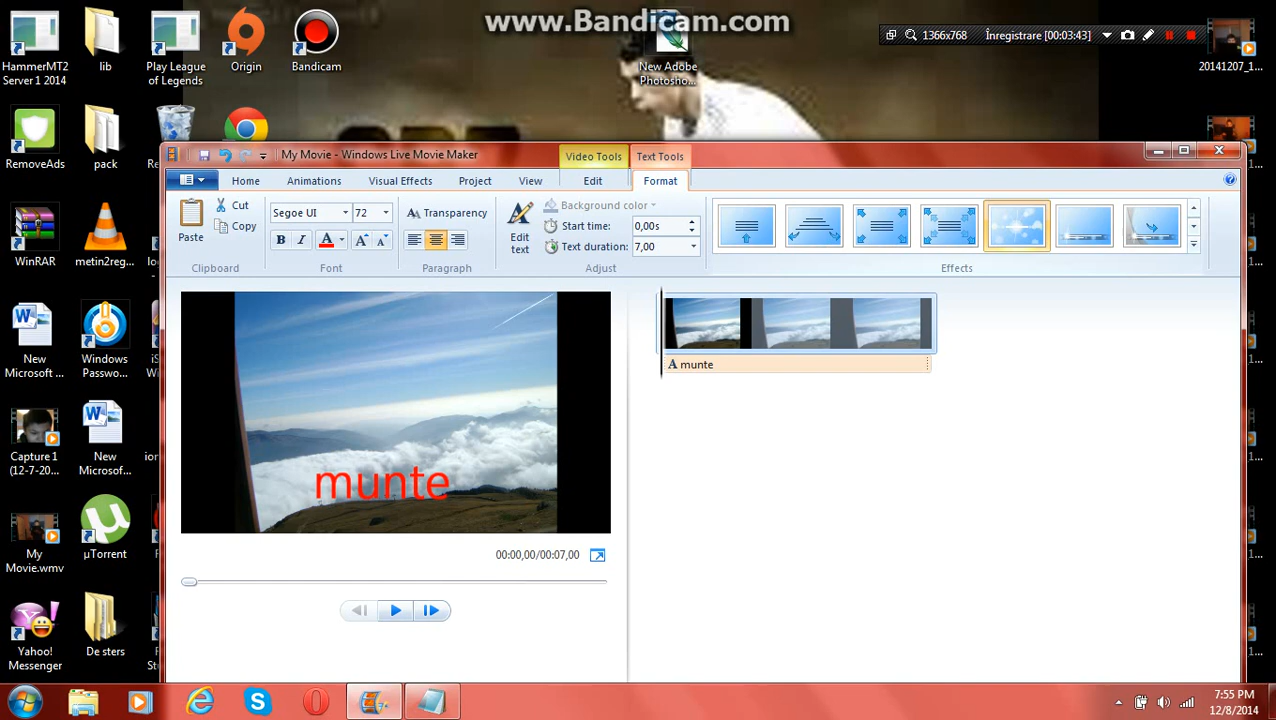 www.Bandicam.com
1366x768 Înregistrare [00:03:43]
HammerMT2 Server 1 2014
lib
Play League of Legends
Origin
Bandicam
New Adobe Photosho...
20141207_1...
RemoveAds
pack
Re
My Movie - Windows Live Movie Maker
Video Tools
Text Tools
Home
Animations
Visual Effects
Project
View
Edit
Format
Paste
Cut
Copy
Clipboard
Segoe UI
72
B I A A A
Font
Transparency
Paragraph
Edit text
Background color
Start time: 0,00s
Text duration: 7,00
Adjust
Effects
WinRAR
metin2reg...
New Microsoft ...
Windows Passwo...
Capture 1 (12-7-20...
New Microsof...
My Movie.wmv
µTorrent
Yahoo! Messenger
De sters
munte
A munte
00:00,00/00:07,00
7:55 PM
12/8/2014